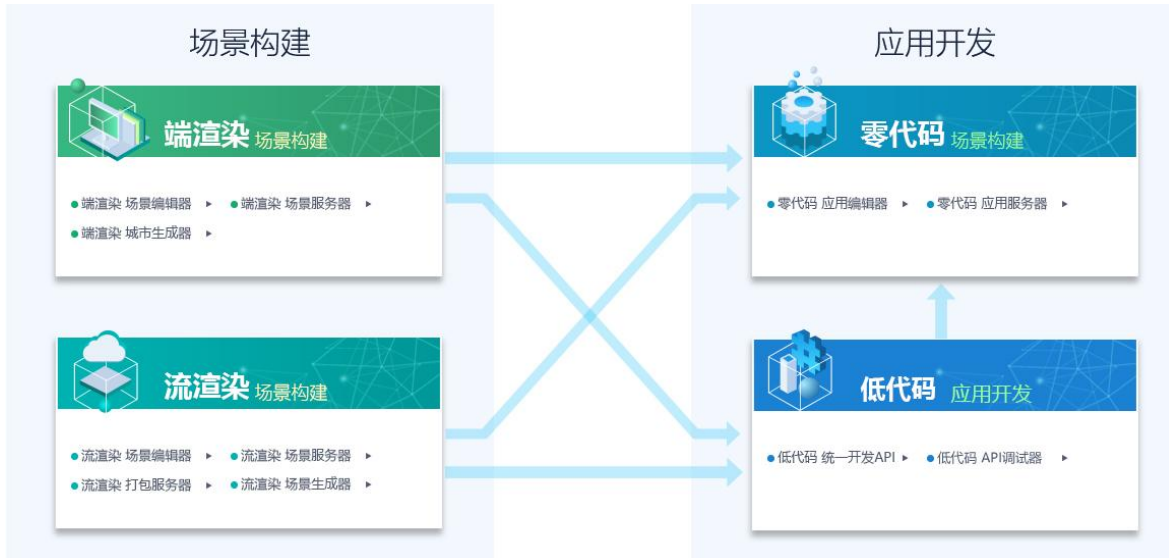 场景构建
端渲染 场景构建
端渲染 场景编辑器
端渲染 场景服务器
端渲染 城市生成器
流渲染 场景构建
流渲染 场景编辑器
流渲染 场景服务器
流渲染 打包服务器
流渲染 场景生成器
应用开发
零代码 场景构建
零代码 应用编辑器
零代码 应用服务器
低代码 应用开发
低代码 统一开发API
低代码 API调试器